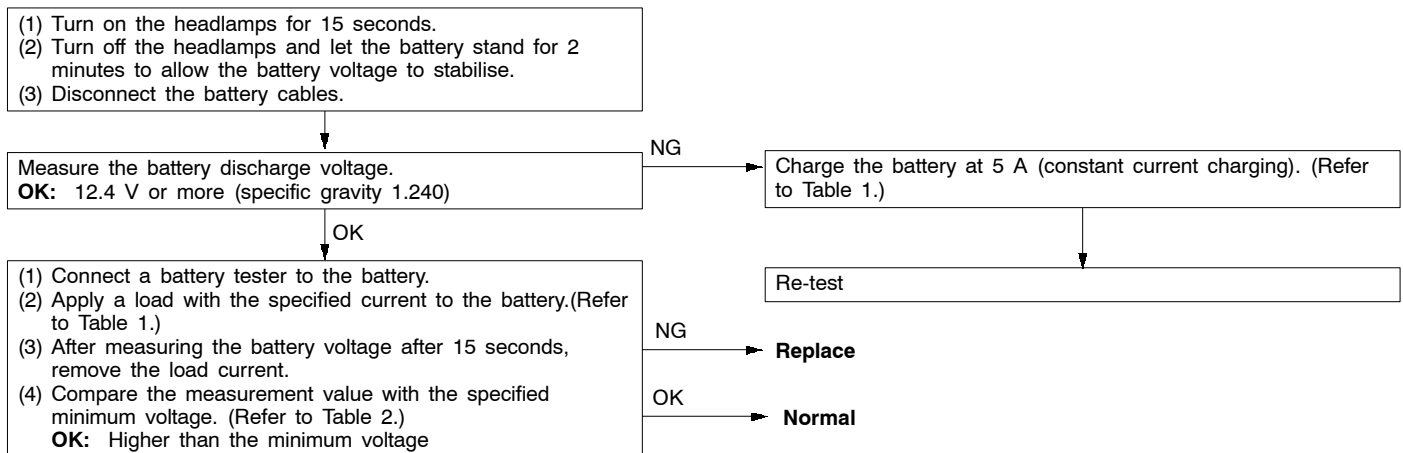 (1) Turn on the headlamps for 15 seconds.
(2) Turn off the headlamps and let the battery stand for 2
minutes to allow the battery voltage to stabilise.
(3) Disconnect the battery cables.
Measure the battery discharge voltage.
OK: 12.4 V or more (specific gravity 1.240)
NG
Charge the battery at 5 A (constant current charging). (Refer
to Table 1.)
Re-test
OK
(1) Connect a battery tester to the battery.
(2) Apply a load with the specified current to the battery.(Refer
to Table 1.)
(3) After measuring the battery voltage after 15 seconds,
remove the load current.
(4) Compare the measurement value with the specified
minimum voltage. (Refer to Table 2.)
OK: Higher than the minimum voltage
NG
Replace
OK
Normal